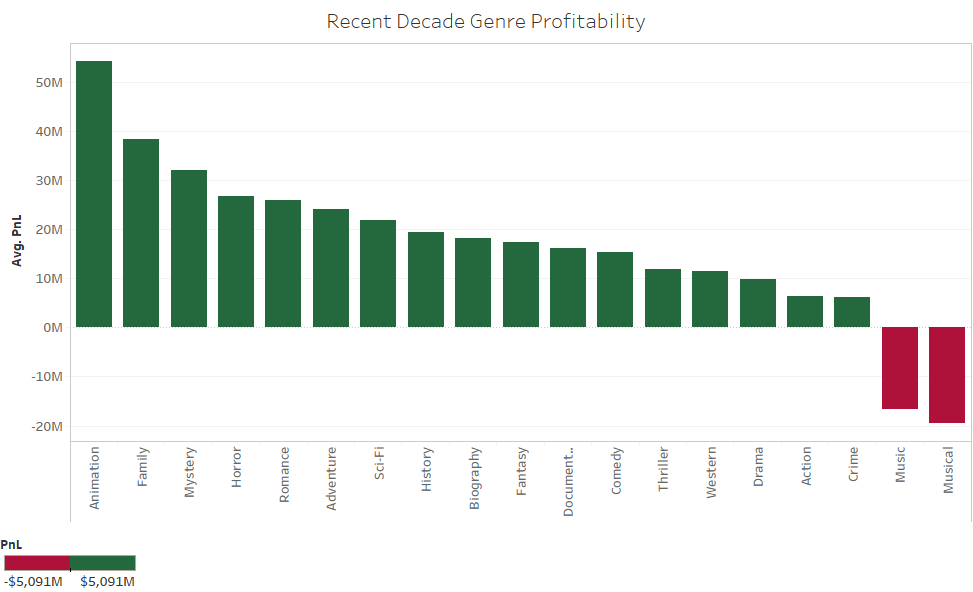 Recent Decade Genre Profitability
Avg. PnL
50M
40M
30M
20M
10M
0M
-10M
-20M
Animation
Family
Mystery
Horror
Romance
Adventure
Sci-Fi
History
Biography
Fantasy
Document..
Comedy
Thriller
Western
Drama
Action
Crime
Music
Musical
PnL
-$5,091M $5,091M